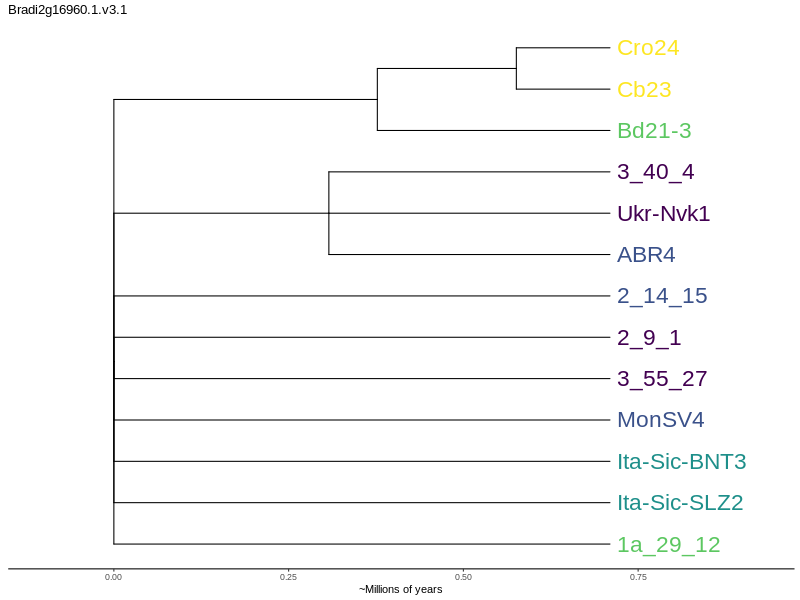 Bradi2g16960.1.v3.1
Cro24
Cb23
Bd21-3
3_40_4
Ukr-Nvk1
ABR4
2_14_15
2_9_1
3_55_27
MonSV4
Ita-Sic-BNT3
Ita-Sic-SLZ2
1a_29_12
0.00 0.25 0.50 0.75
~Millions of years